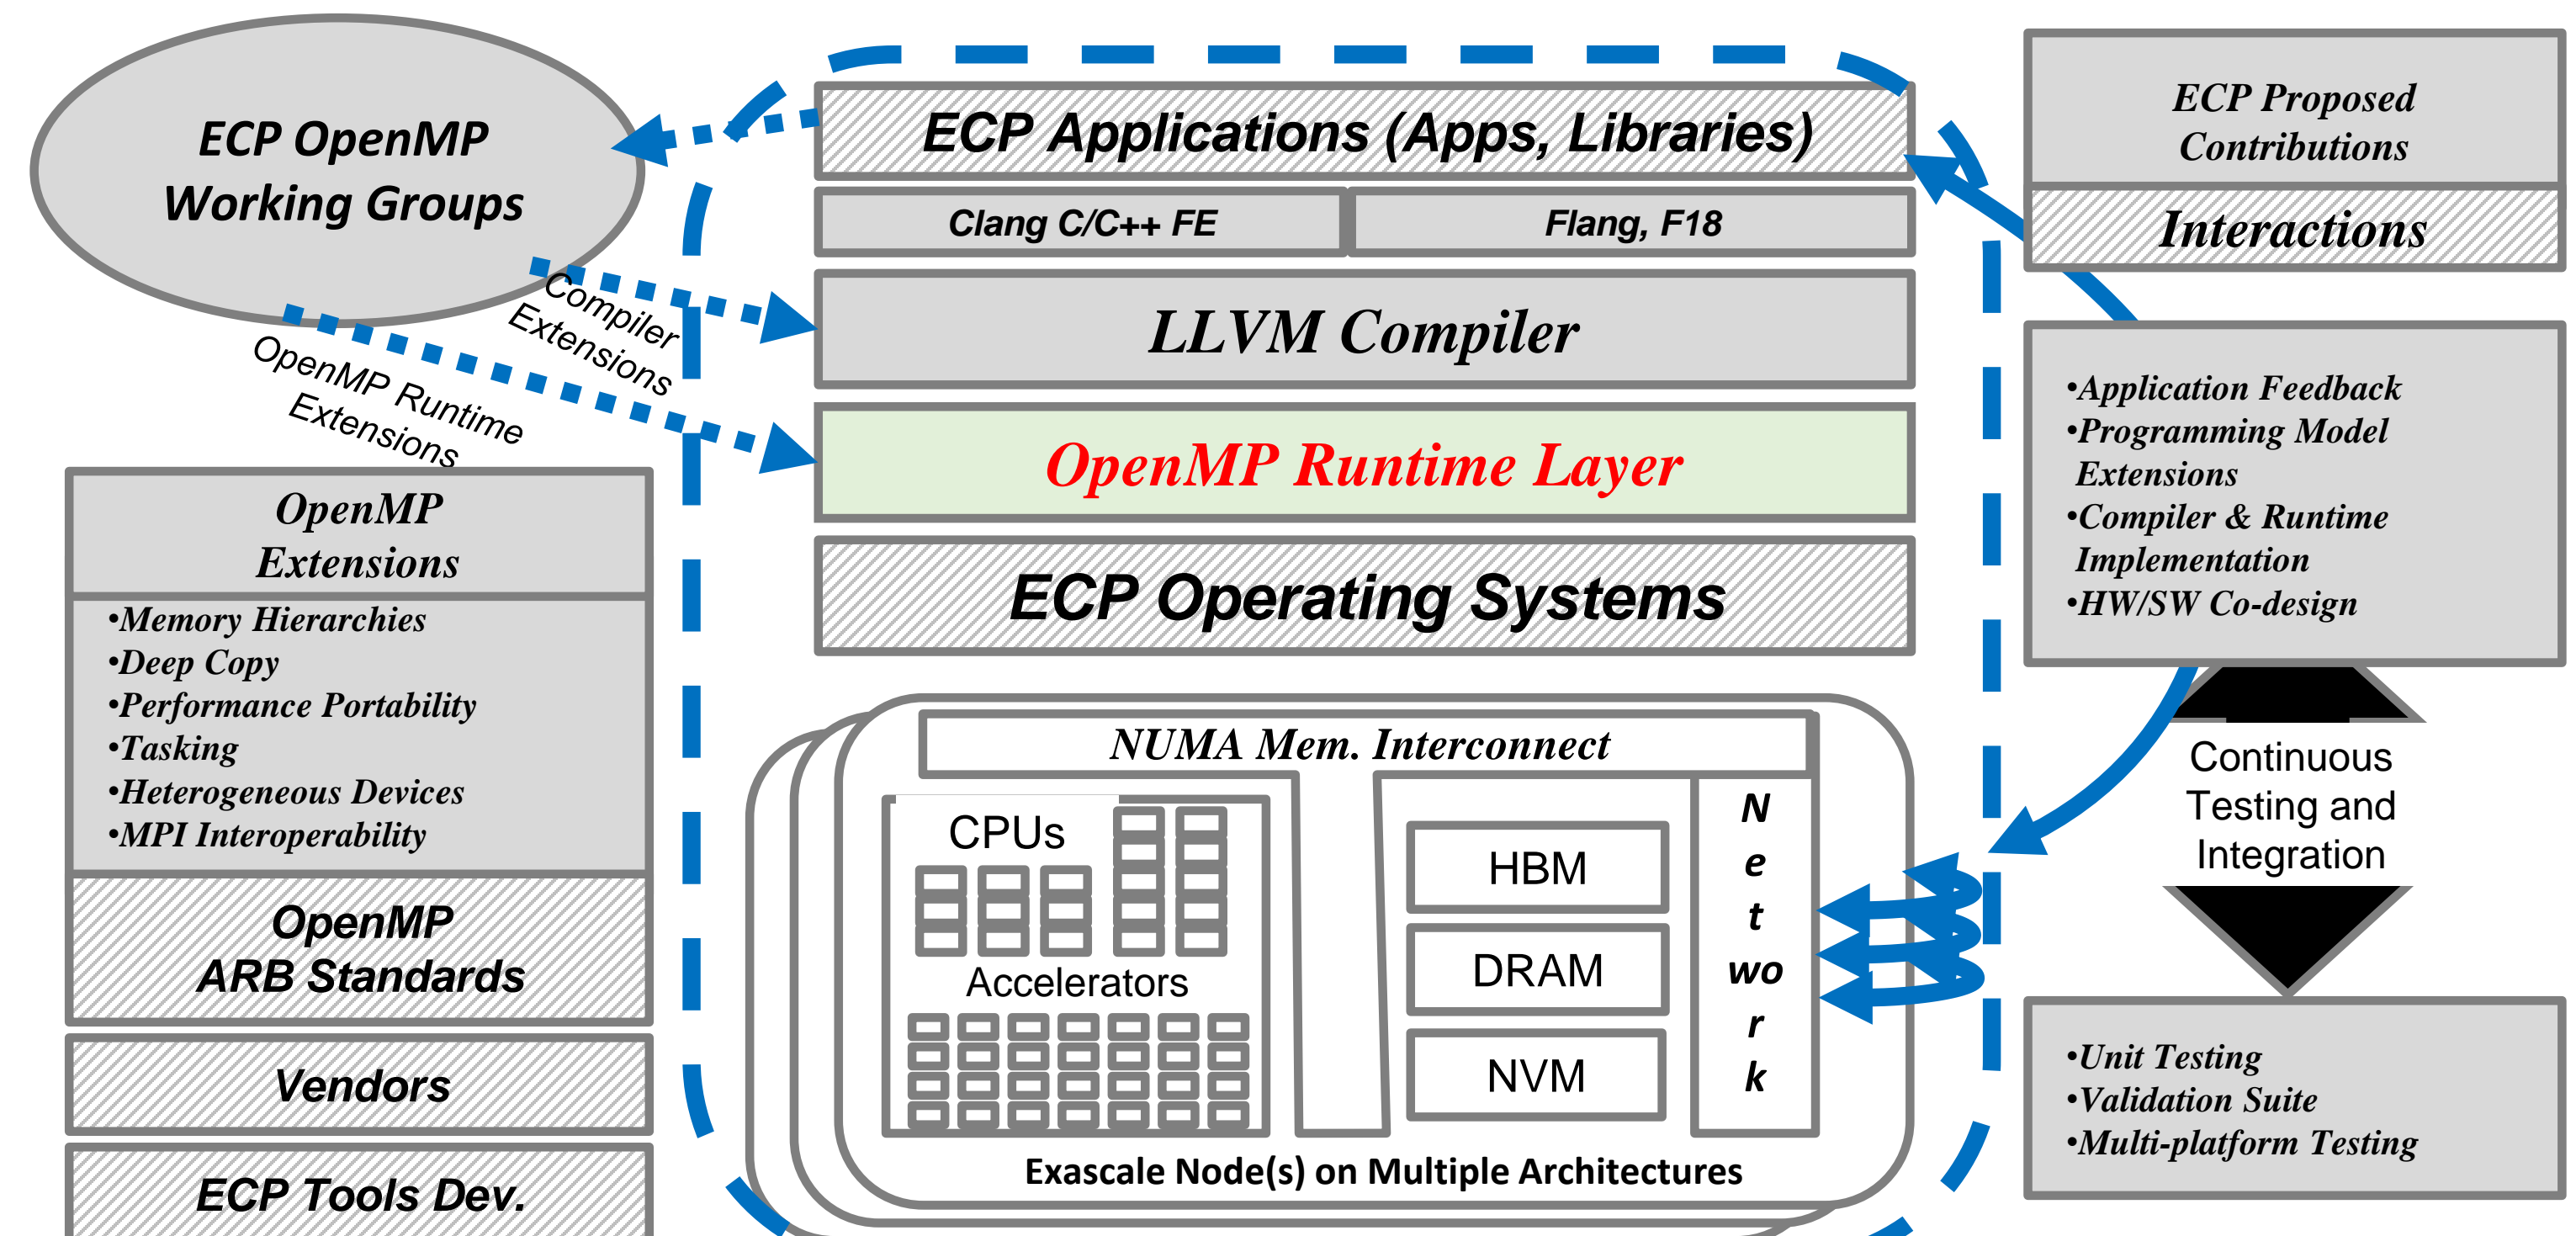 ECP OpenMP
Working Groups
Compiler
Extensions
OpenMP Runtime
Extensions
OpenMP
Extensions
•Memory Hierarchies
•Deep Copy
•Performance Portability
•Tasking
•Heterogeneous Devices
•MPI Interoperability
OpenMP
ARB Standards
Vendors
ECP Tools Dev.
ECP Applications (Apps, Libraries)
Clang C/C++ FE
Flang, F18
LLVM Compiler
OpenMP Runtime Layer
ECP Operating Systems
NUMA Mem. Interconnect
CPUs
Accelerators
HBM
DRAM
NVM
N
e
t
wo
r
k
Exascale Node(s) on Multiple Architectures
ECP Proposed
Contributions
Interactions
•Application Feedback
•Programming Model
Extensions
•Compiler & Runtime
Implementation
•HW/SW Co-design
Continuous
Testing and
Integration
•Unit Testing
•Validation Suite
•Multi-platform Testing